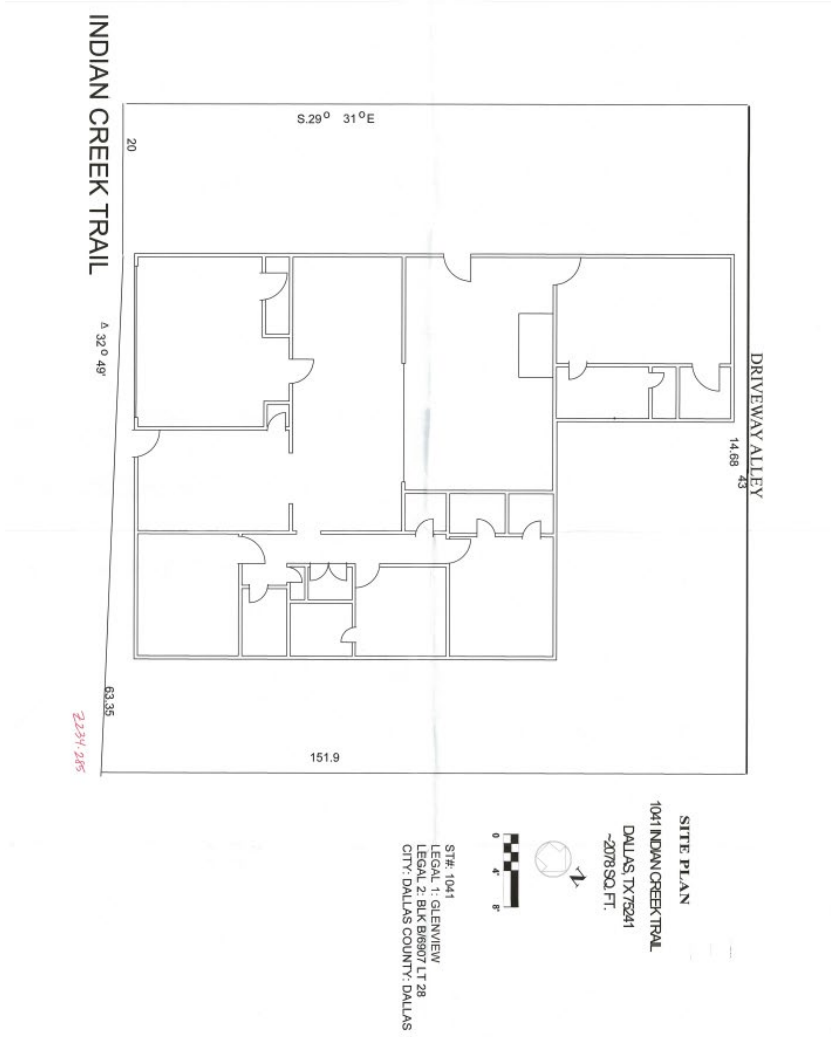 INDIAN CREEK TRAIL
S.29° 31°E
20
Δ 32° 49'
DRIVEWAY ALLEY
14.68
43
63.35
151.9
Z234-285
SITE PLAN
1041 INDIAN CREEK TRAIL
DALLAS, TX 75241
~2078 SQ. FT.
N
0 4' 8'
ST#: 1041
LEGAL 1: GLENVIEW
LEGAL 2: BLK B/6907 LT 28
CITY: DALLAS COUNTY: DALLAS